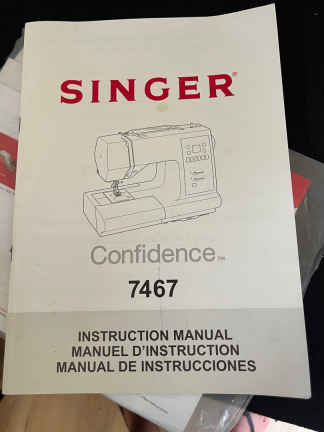 SINGER®
Confidence™
7467
INSTRUCTION MANUAL
MANUEL D'INSTRUCTION
MANUAL DE INSTRUCCIONES